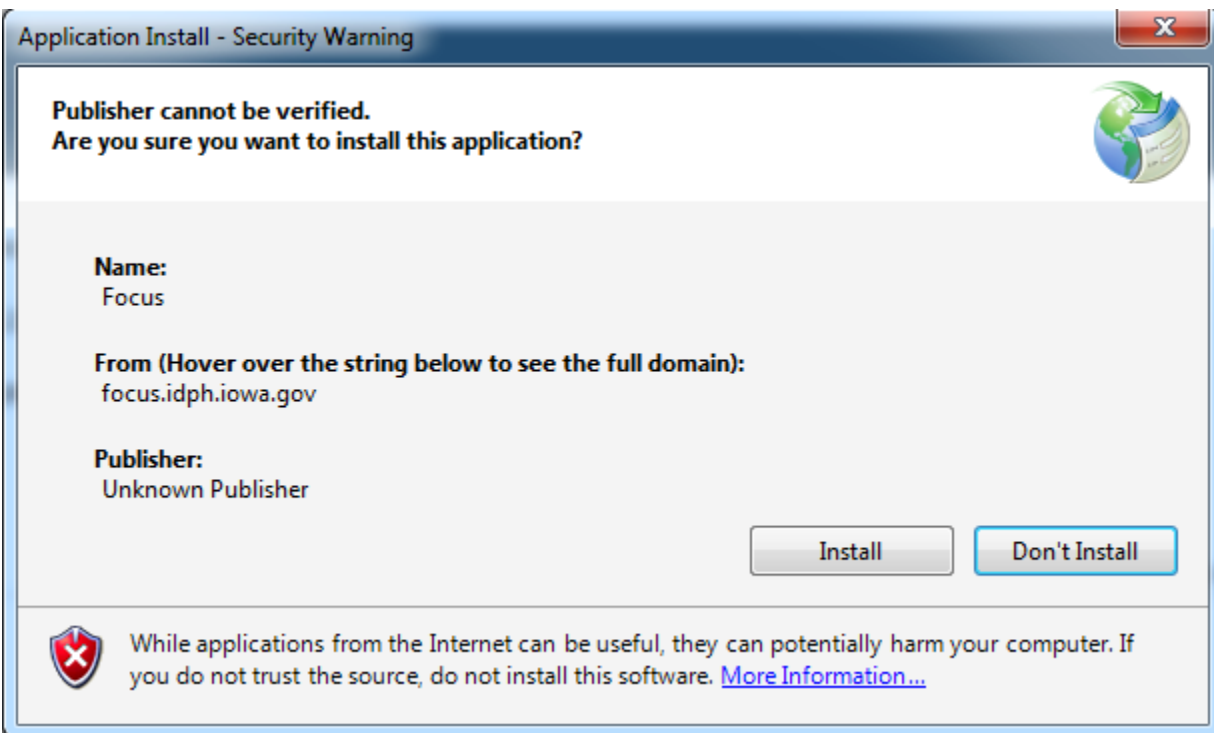 Application Install - Security Warning
Publisher cannot be verified.
Are you sure you want to install this application?
Name:
Focus
From (Hover over the string below to see the full domain):
focus.idph.iowa.gov
Publisher:
Unknown Publisher
Install
Don't Install
While applications from the Internet can be useful, they can potentially harm your computer. If
you do not trust the source, do not install this software. More Information...